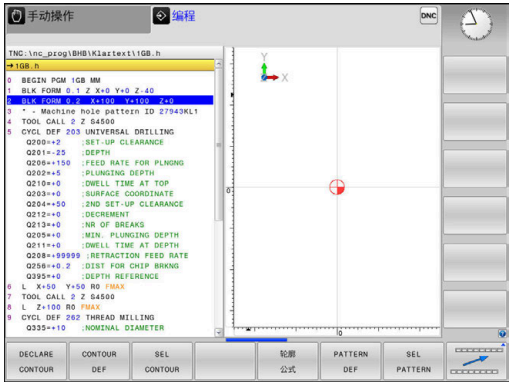 手动操作
编程
DNC
TNC:\nc_prog\BHB\Klartext\1GB.h
→1GB.h
0 BEGIN PGM 1GB MM
1 BLK FORM 0.1 Z X+0 Y+0 Z-40
2 BLK FORM 0.2 X+100 Y+100 Z+0
3 * - Machine hole pattern ID 27943KL1
4 TOOL CALL 2 Z S4500
5 CYCL DEF 203 UNIVERSAL DRILLING
Q200=+2 ;SET-UP CLEARANCE
Q201=-25 ;DEPTH
Q206=+150 ;FEED RATE FOR PLNGNG
Q202=+5 ;PLUNGING DEPTH
Q210=+0 ;DWELL TIME AT TOP
Q203=+0 ;SURFACE COORDINATE
Q204=+50 ;2ND SET-UP CLEARANCE
Q212=+0 ;DECREMENT
Q213=+0 ;NR OF BREAKS
Q205=+0 ;MIN. PLUNGING DEPTH
Q211=+0 ;DWELL TIME AT DEPTH
Q208=+99999 ;RETRACTION FEED RATE
Q256=+0.2 ;DIST FOR CHIP BRKNG
Q395=+0 ;DEPTH REFERENCE
6 L X+50 Y+50 R0 FMAX
7 TOOL CALL 2 Z S4500
8 L Z+100 R0 FMAX
9 CYCL DEF 262 THREAD MILLING
Q335=+10 ;NOMINAL DIAMETER
Y
X
0
0
DECLARE CONTOUR
CONTOUR DEF
SEL CONTOUR
轮廓 公式
PATTERN DEF
SEL PATTERN